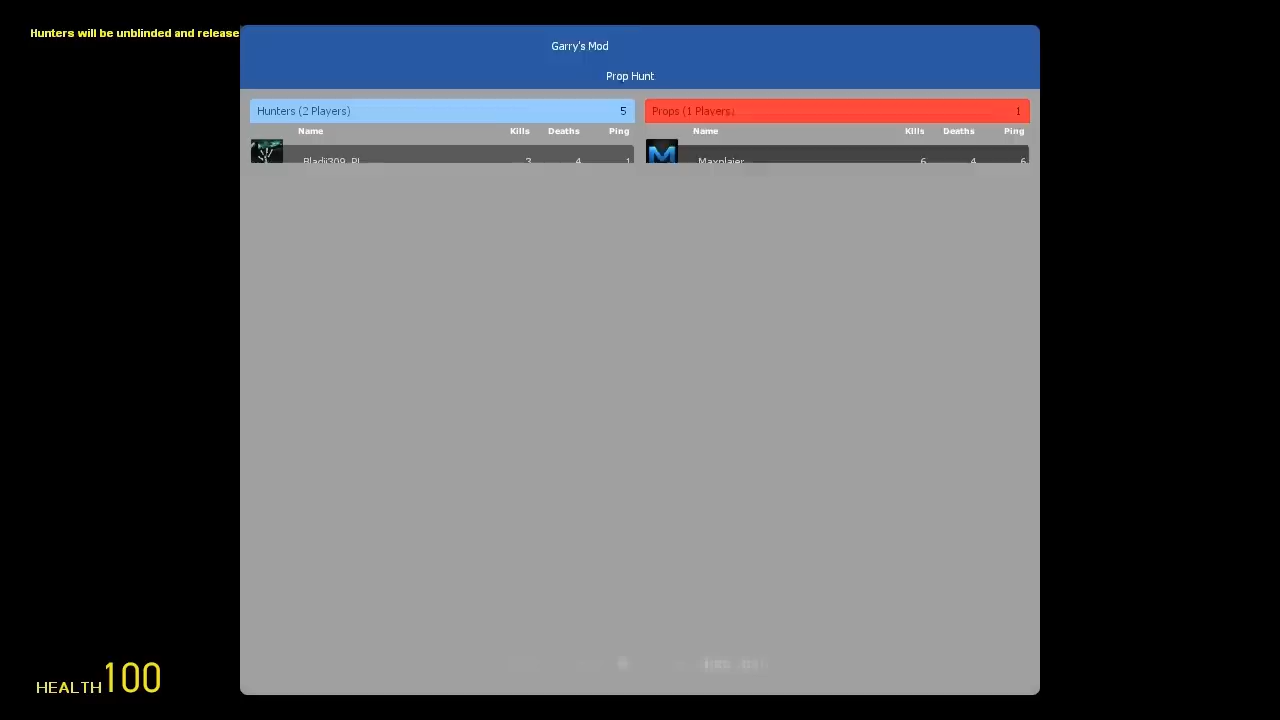 Hunters will be unblinded and release
Garry's Mod
Prop Hunt
Hunters (2 Players) 5
Name Kills Deaths Ping
3 4 1
Props (1 Players) 1
Name Kills Deaths Ping
Maxplaier 6 4 6
HEALTH 100